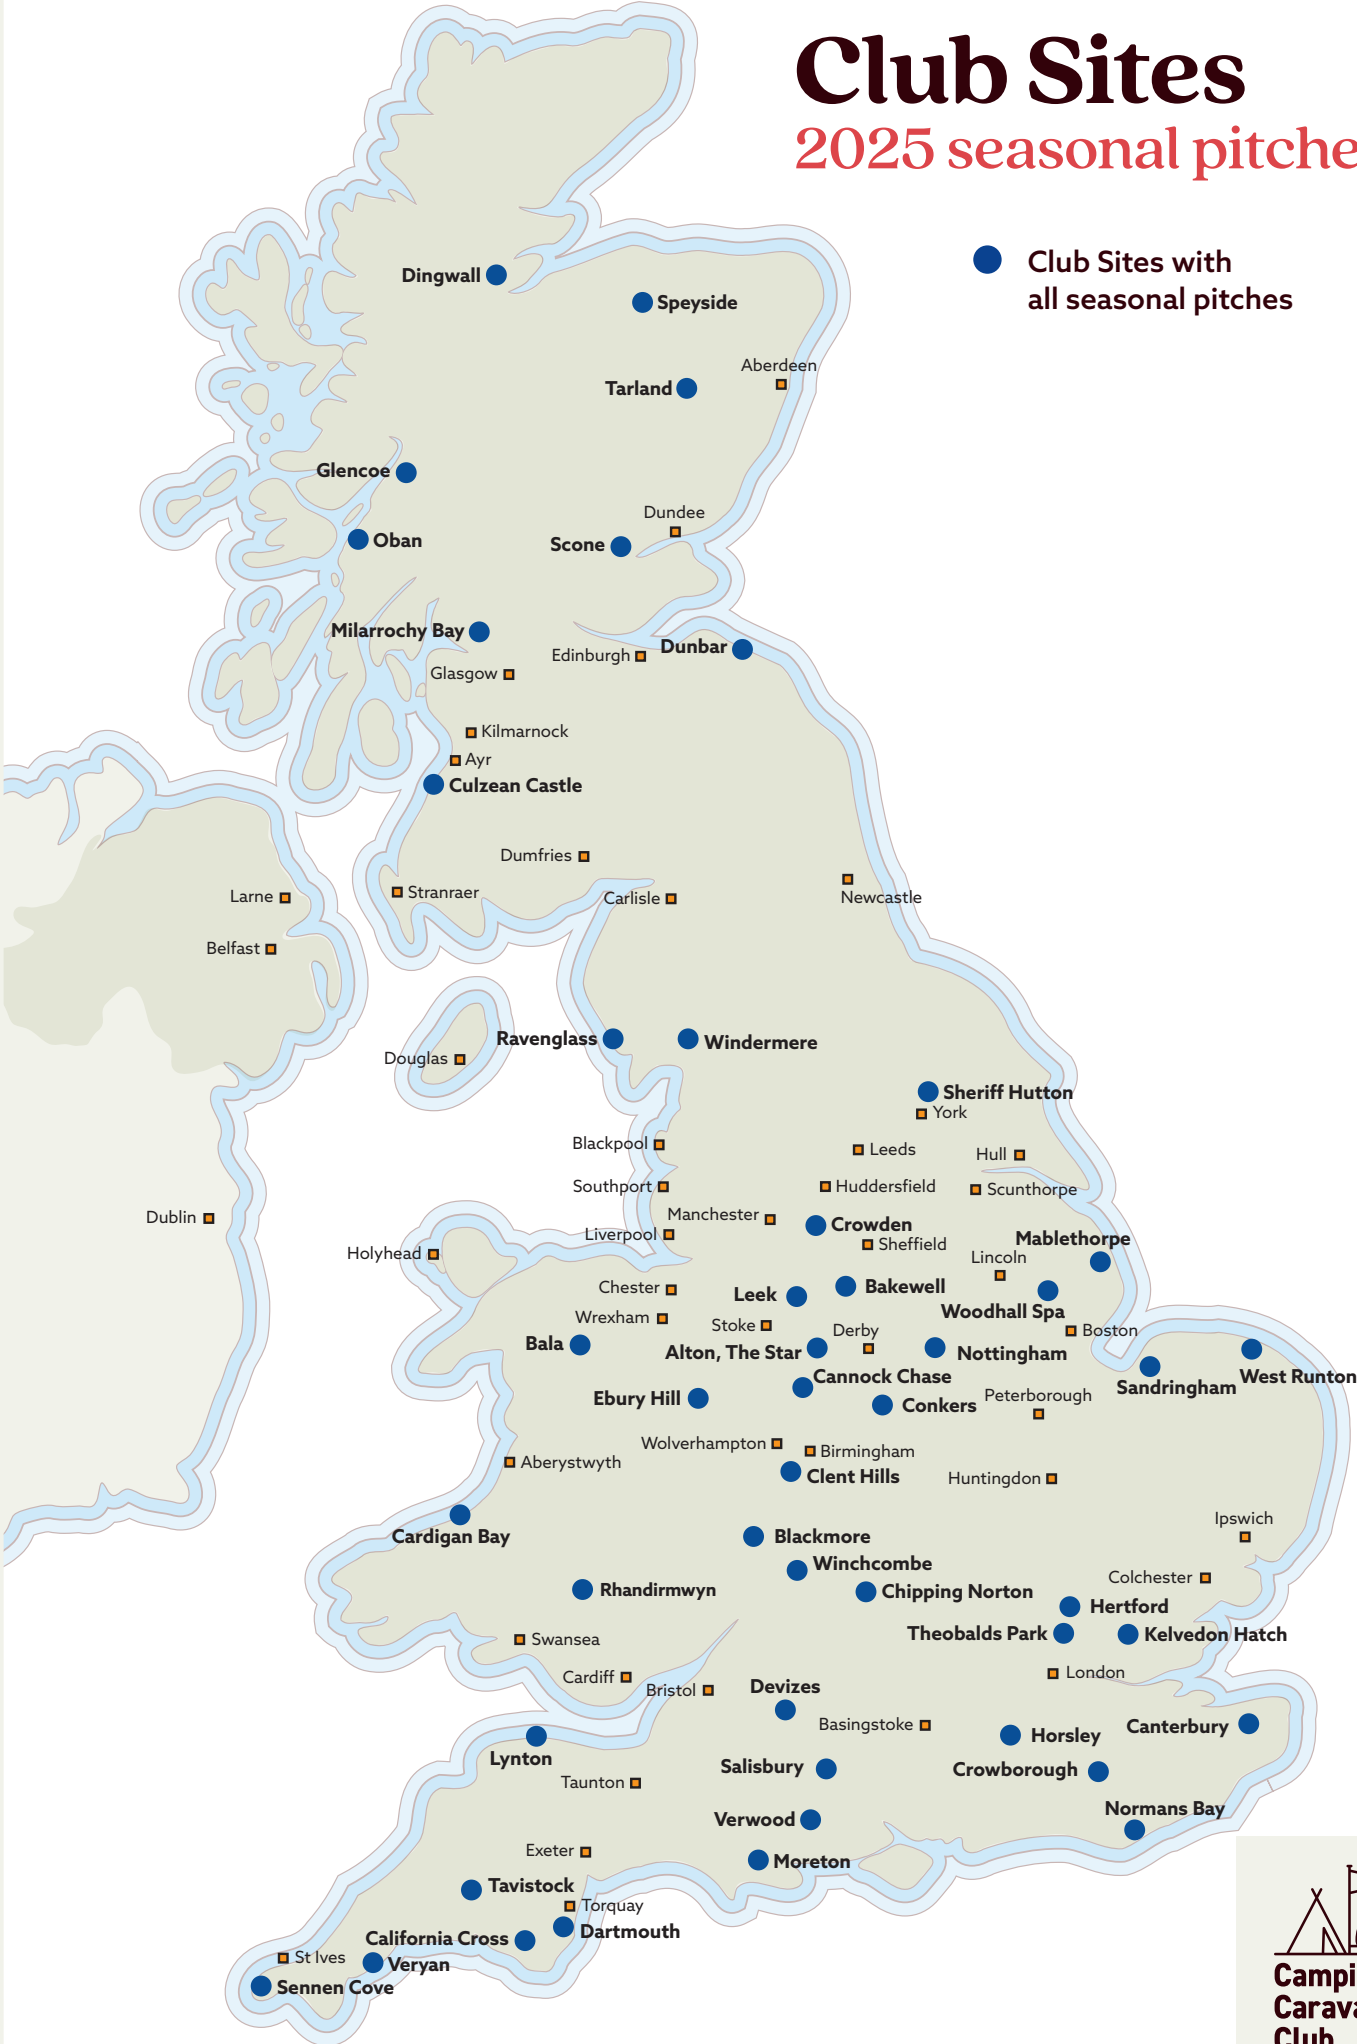 Club Sites
2025 seasonal pitche
Club Sites with
all seasonal pitches
Dingwall
Speyside
Aberdeen
Tarland
Glencoe
Dundee
Oban
Scone
Milarrochy Bay
Dunbar
Edinburgh
Glasgow
Kilmarnock
Ayr
Culzean Castle
Dumfries
Larne
Stranraer
Carlisle
Newcastle
Belfast
Ravenglass
Windermere
Douglas
Sheriff Hutton
York
Blackpool
Leeds
Hull
Southport
Huddersfield
Scunthorpe
Dublin
Manchester
Crowden
Liverpool
Sheffield
Mablethorpe
Holyhead
Lincoln
Chester
Leek
Bakewell
Woodhall Spa
Wrexham
Stoke
Derby
Boston
Bala
Alton, The Star
Nottingham
Cannock Chase
West Runton
Sandringham
Ebury Hill
Conkers
Peterborough
Wolverhampton
Birmingham
Aberystwyth
Clent Hills
Huntingdon
Ipswich
Cardigan Bay
Blackmore
Winchcombe
Colchester
Rhandirmwyn
Chipping Norton
Hertford
Theobalds Park
Kelvedon Hatch
Swansea
London
Cardiff
Bristol
Devizes
Basingstoke
Horsley
Canterbury
Lynton
Salisbury
Crowborough
Taunton
Normans Bay
Verwood
Exeter
Moreton
Tavistock
Torquay
Dartmouth
California Cross
St Ives
Veryan
Sennen Cove
Campi
Carava
Club